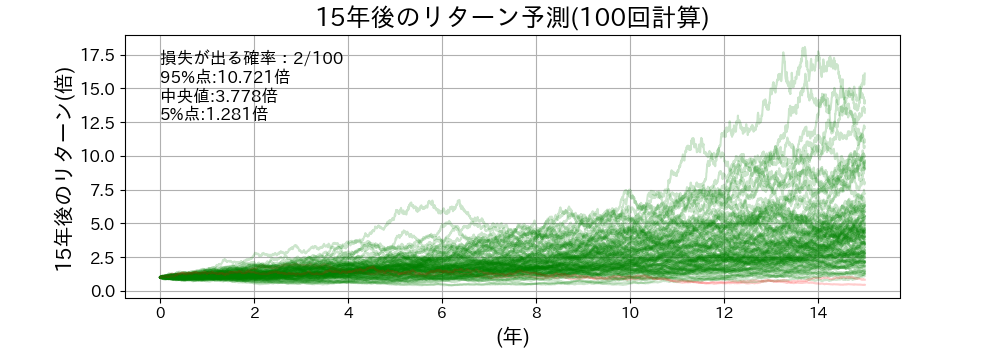 15年後のリターン予測(100回計算)
損失が出る確率:2/100
95%点:10.721倍
中央値:3.778倍
5%点:1.281倍
15年後のリターン(倍)
17.5
15.0
12.5
10.0
7.5
5.0
2.5
0.0
0 2 4 6 8 10 12 14
(年)